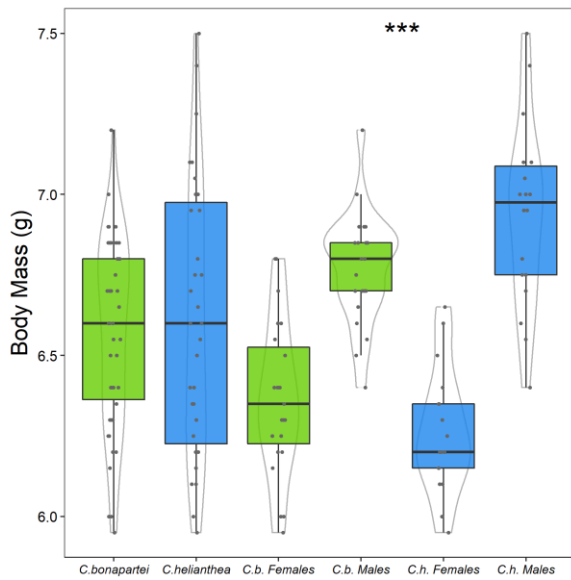 ***
7.5
7.0
6.5
6.0
Body Mass (g)
C.bonapartei C.helianthea C.b. Females C.b. Males C.h. Females C.h. Males